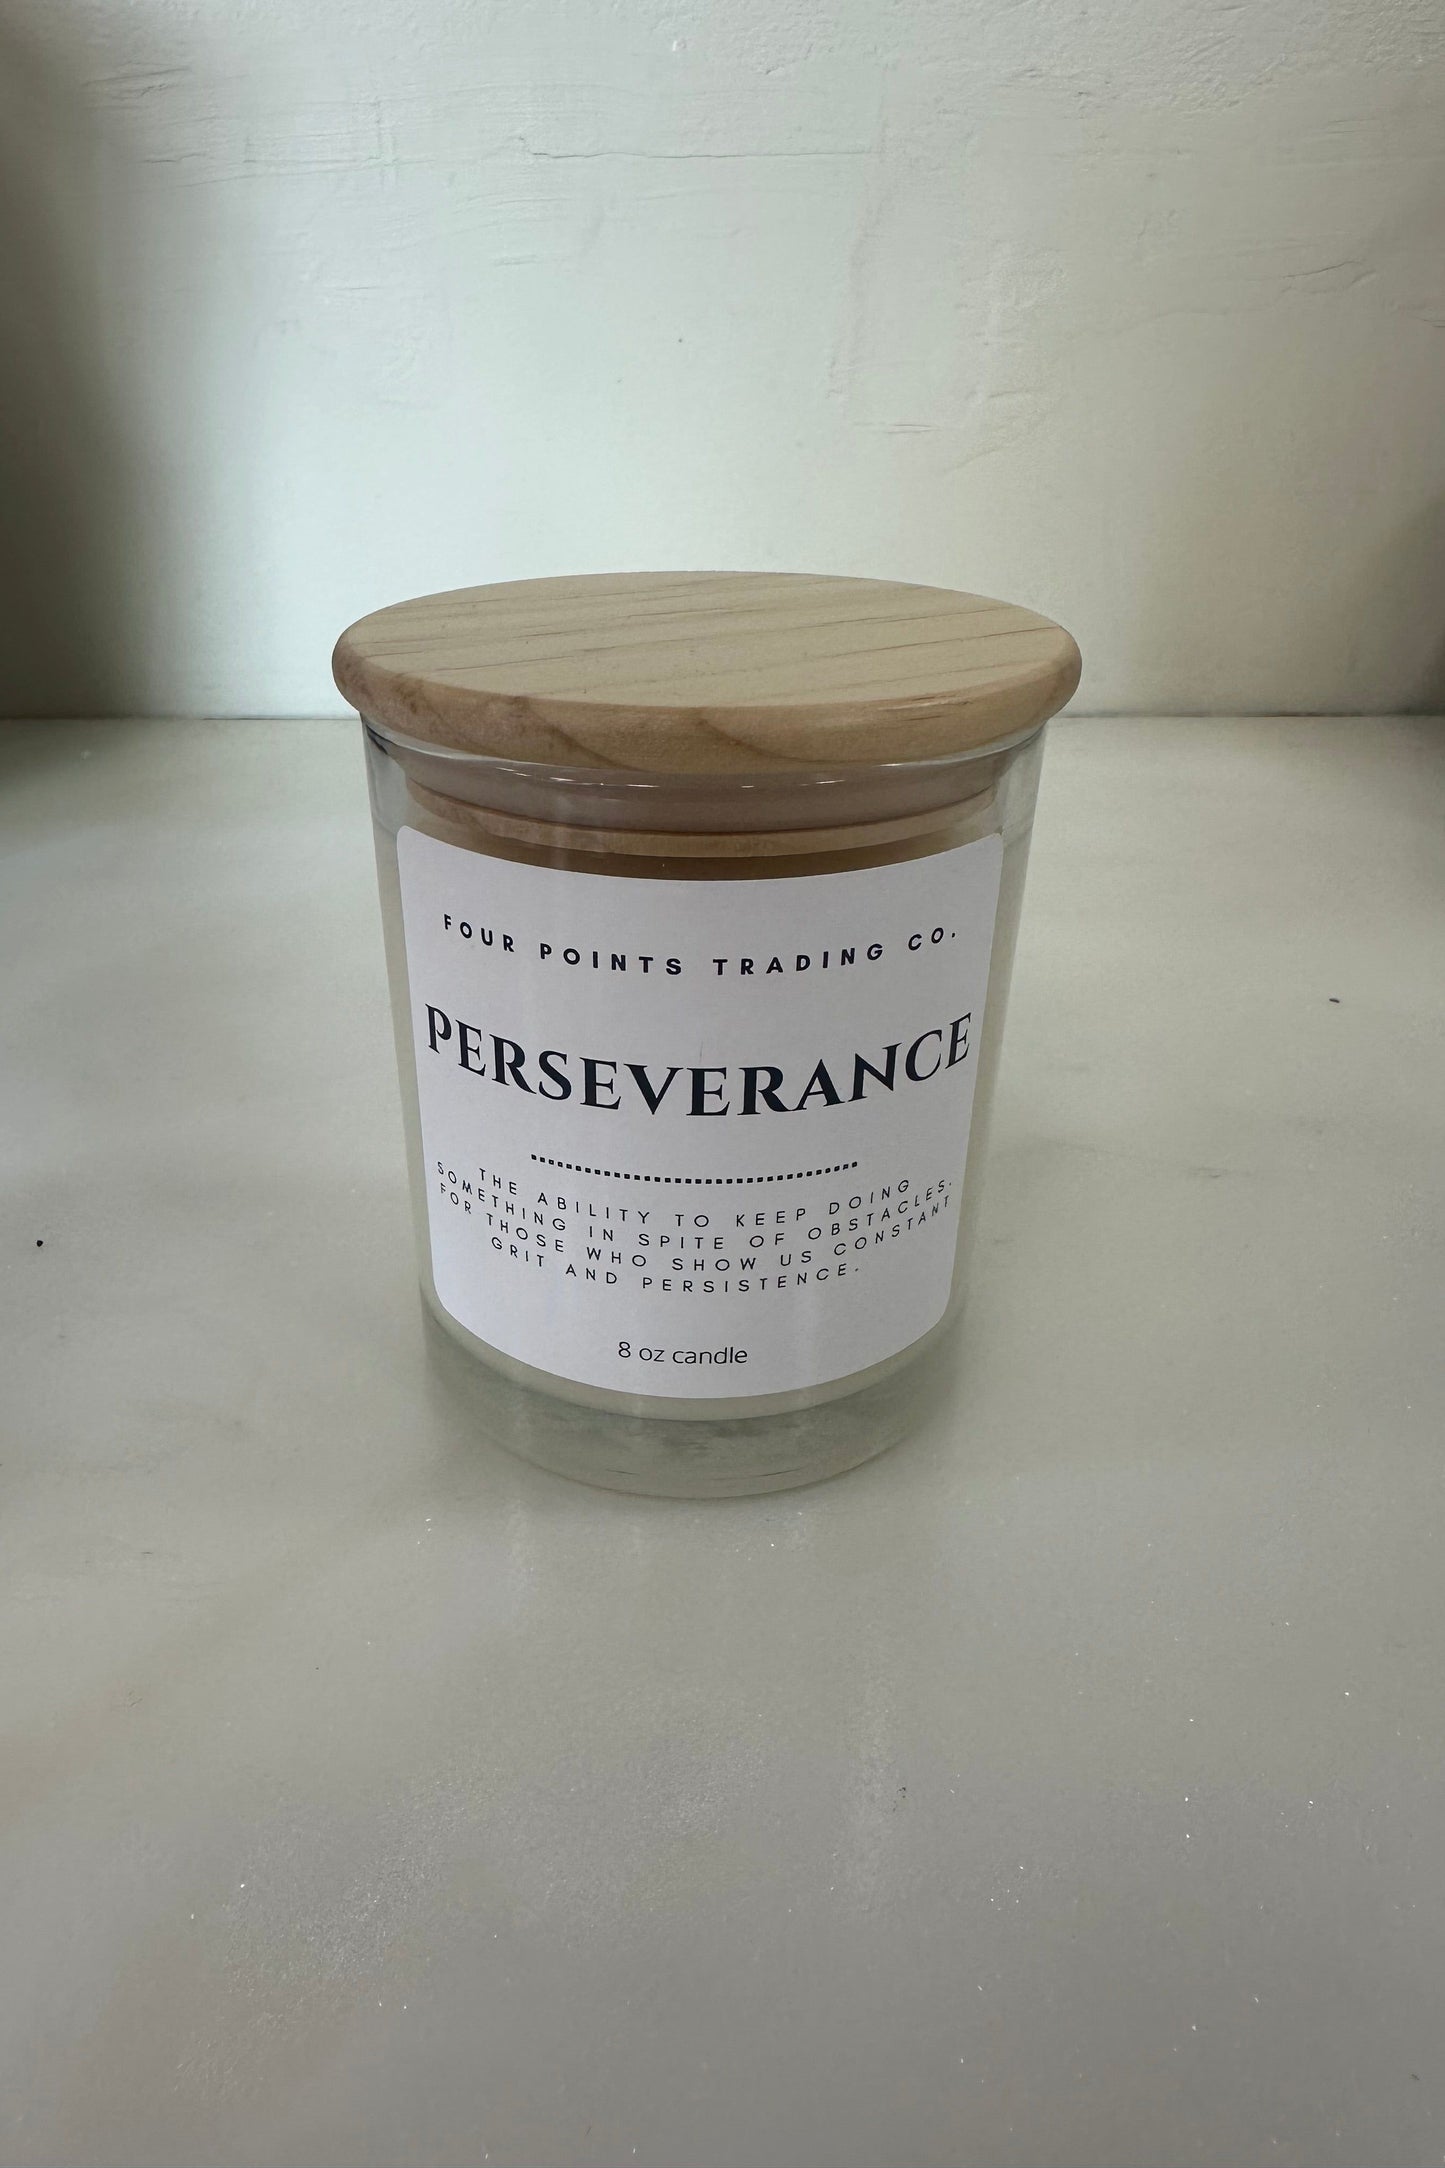 FOUR POINTS TRADING CO.
PERSEVERANCE
THE ABILITY TO KEEP DOING
SOMETHING IN SPITE OF OBSTACLES.
FOR THOSE WHO SHOW US CONSTANT
GRIT AND PERSISTENCE.
8 oz candle